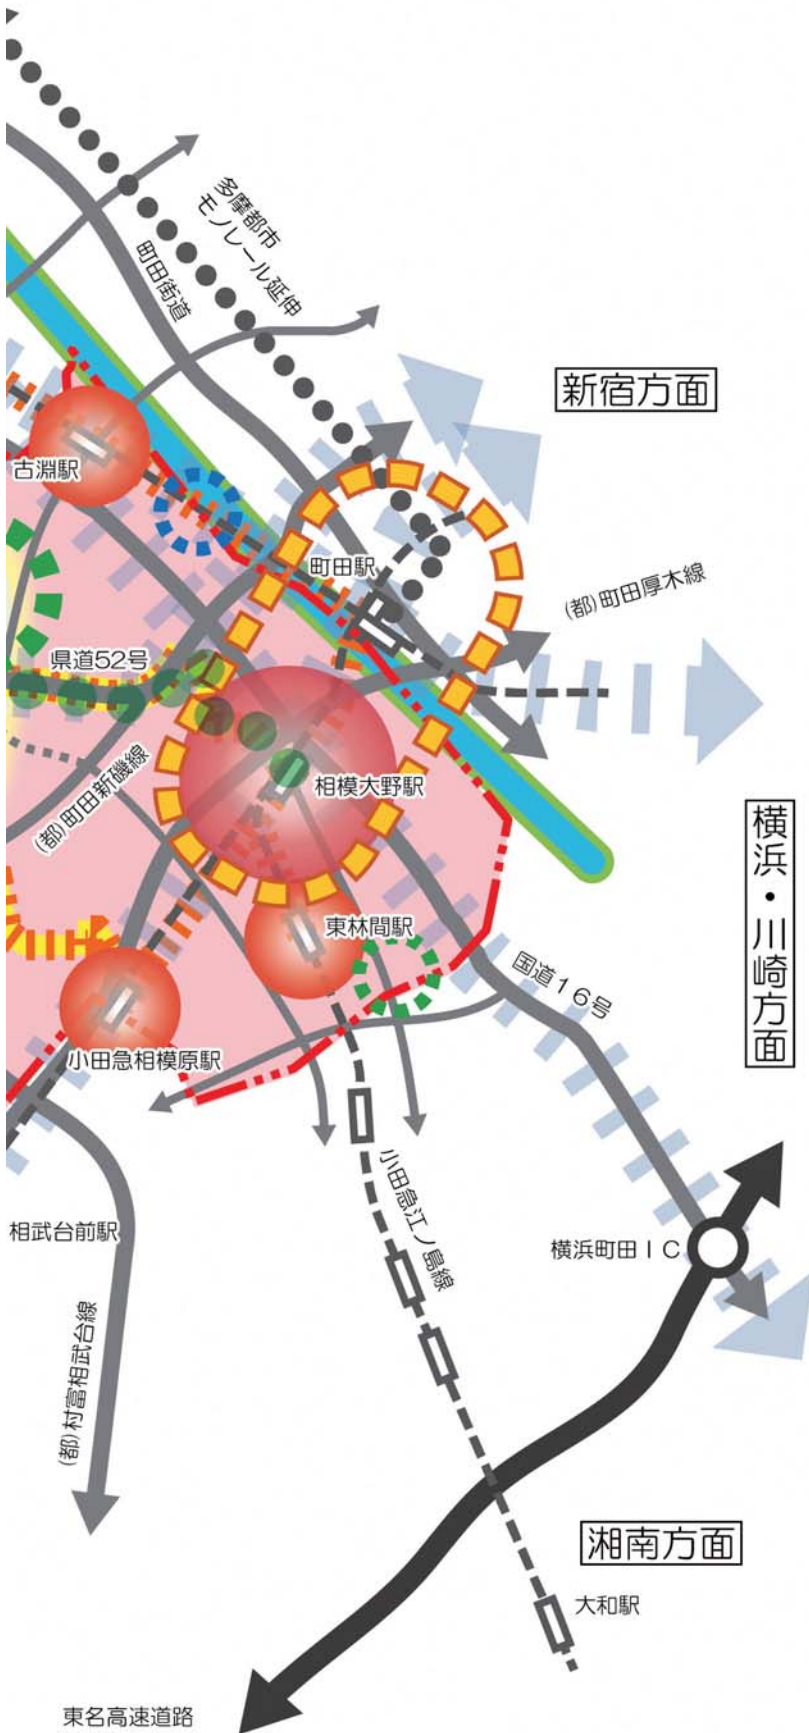 多摩都市
モノレール延伸
町田街道
新宿方面
古淵駅
町田駅
(都)町田厚木線
県道52号
(都)町田新磯線
相模大野駅
横浜・川崎方面
東林間駅
国道16号
小田急相模原駅
小田急江ノ島線
相武台前駅
横浜町田IC
(都)村富相武台線
湘南方面
大和駅
東名高速道路